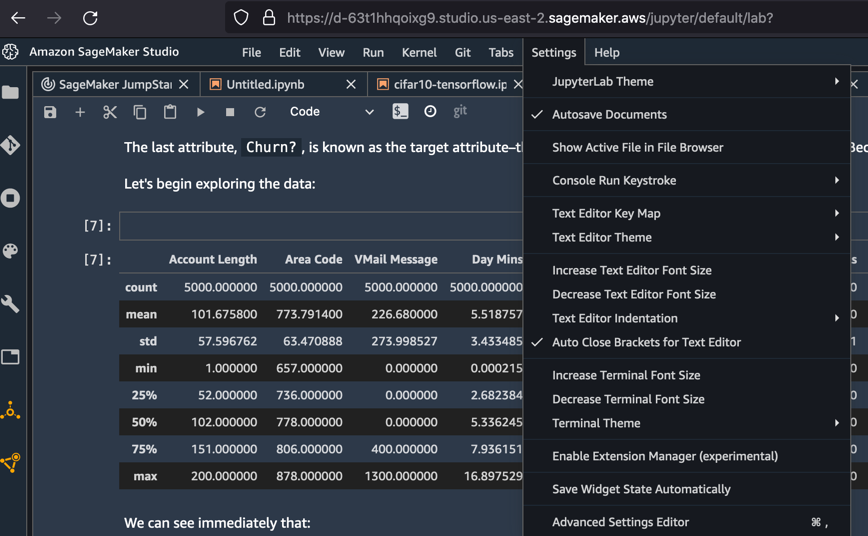 https://d-63t1hhqoixg9.studio.us-east-2.sagemaker.aws/jupyter/default/lab?
Amazon SageMaker Studio File Edit View Run Kernel Git Tabs Settings Help
SageMaker JumpStar Untitled.ipynb cifar10-tensorflow.ip
Code $_ git
The last attribute, Churn?, is known as the target attribute–th
Let's begin exploring the data:
[7]:
[7]: Account Length Area Code VMail Message Day Mins
count 5000.000000 5000.000000 5000.000000 5000.000000
mean 101.675800 773.791400 226.680000 5.518757
std 57.596762 63.470888 273.998527 3.433485
min 1.000000 657.000000 0.000000 0.000215
25% 52.000000 736.000000 0.000000 2.682384
50% 102.000000 778.000000 0.000000 5.336245
75% 151.000000 806.000000 400.000000 7.936151
max 200.000000 878.000000 1300.000000 16.897529
We can see immediately that:
JupyterLab Theme
Autosave Documents
Show Active File in File Browser
Console Run Keystroke
Text Editor Key Map
Text Editor Theme
Increase Text Editor Font Size
Decrease Text Editor Font Size
Text Editor Indentation
Auto Close Brackets for Text Editor
Increase Terminal Font Size
Decrease Terminal Font Size
Terminal Theme
Enable Extension Manager (experimental)
Save Widget State Automatically
Advanced Settings Editor ⌘ ,